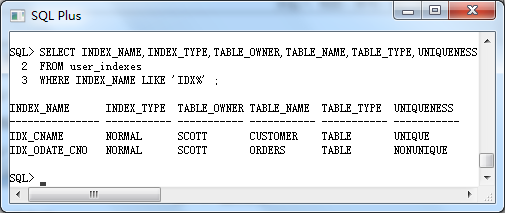 SQL Plus
SQL> SELECT INDEX_NAME,INDEX_TYPE,TABLE_OWNER,TABLE_NAME,TABLE_TYPE,UNIQUENESS
2 FROM user_indexes
3 WHERE INDEX_NAME LIKE 'IDX%' ;
INDEX_NAME INDEX_TYPE TABLE_OWNER TABLE_NAME TABLE_TYPE UNIQUENESS
------------- ---------- ----------- ---------- ---------- ----------
IDX_CNAME NORMAL SCOTT CUSTOMER TABLE UNIQUE
IDX_ODATE_CNO NORMAL SCOTT ORDERS TABLE NONUNIQUE
SQL>